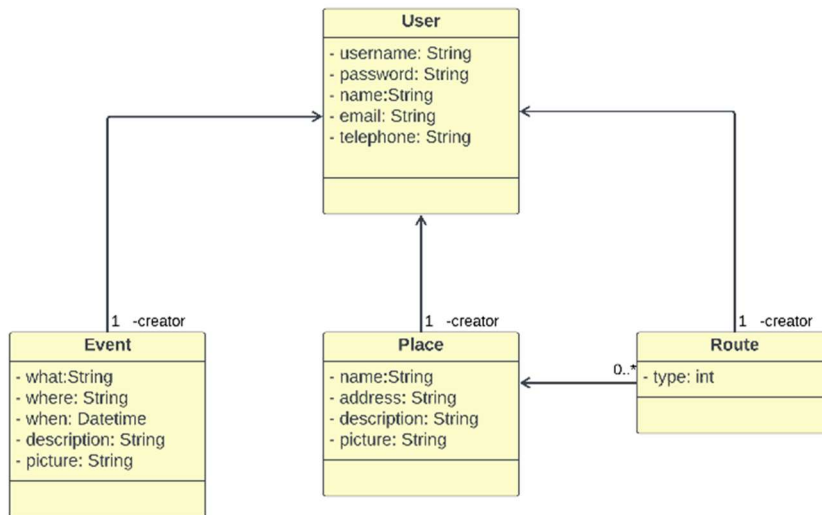 User
- username: String
- password: String
- name:String
- email: String
- telephone: String
1 -creator
1 -creator
1 -creator
Event
- what:String
- where: String
- when: Datetime
- description: String
- picture: String
Place
- name:String
- address: String
- description: String
- picture: String
0..*
Route
- type: int